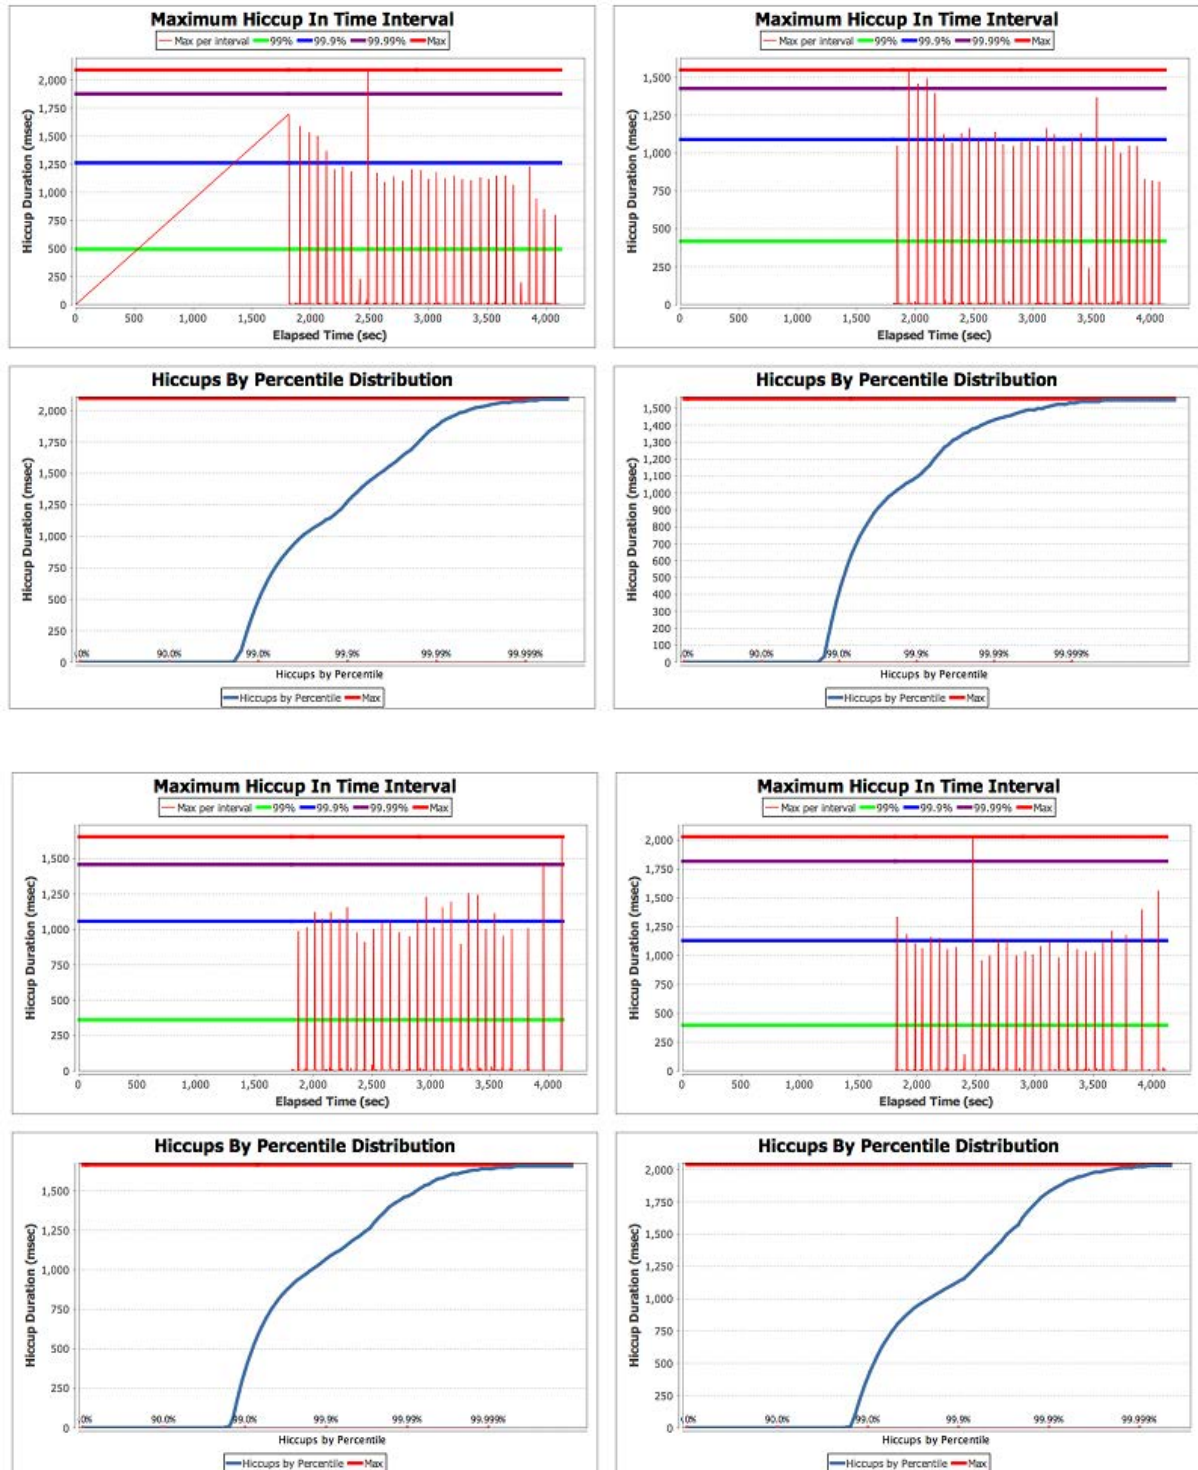 Maximum Hiccup In Time Interval
Max per interval 99% 99.9% 99.99% Max
Hiccup Duration (msec)
2,000
1,750
1,500
1,250
1,000
750
500
250
0
0 500 1,000 1,500 2,000 2,500 3,000 3,500 4,000
Elapsed Time (sec)
Hiccups By Percentile Distribution
Hiccup Duration (msec)
2,000
1,750
1,500
1,250
1,000
750
500
250
0
.0% 90.0% 99.0% 99.9% 99.99% 99.999%
Hiccups by Percentile
Hiccups by Percentile Max
Maximum Hiccup In Time Interval
Max per interval 99% 99.9% 99.99% Max
Hiccup Duration (msec)
1,500
1,250
1,000
750
500
250
0
0 500 1,000 1,500 2,000 2,500 3,000 3,500 4,000
Elapsed Time (sec)
Hiccups By Percentile Distribution
Hiccup Duration (msec)
1,500
1,400
1,300
1,200
1,100
1,000
900
800
700
600
500
400
300
200
100
0
.0% 90.0% 99.0% 99.9% 99.99% 99.999%
Hiccups by Percentile
Hiccups by Percentile Max
Maximum Hiccup In Time Interval
Max per interval 99% 99.9% 99.99% Max
Hiccup Duration (msec)
1,500
1,250
1,000
750
500
250
0
0 500 1,000 1,500 2,000 2,500 3,000 3,500 4,000
Elapsed Time (sec)
Hiccups By Percentile Distribution
Hiccup Duration (msec)
1,500
1,250
1,000
750
500
250
0
.0% 90.0% 99.0% 99.9% 99.99% 99.999%
Hiccups by Percentile
Hiccups by Percentile Max
Maximum Hiccup In Time Interval
Max per interval 99% 99.9% 99.99% Max
Hiccup Duration (msec)
2,000
1,750
1,500
1,250
1,000
750
500
250
0
0 500 1,000 1,500 2,000 2,500 3,000 3,500 4,000
Elapsed Time (sec)
Hiccups By Percentile Distribution
Hiccup Duration (msec)
2,000
1,750
1,500
1,250
1,000
750
500
250
0
.0% 90.0% 99.0% 99.9% 99.99% 99.999%
Hiccups by Percentile
Hiccups by Percentile Max